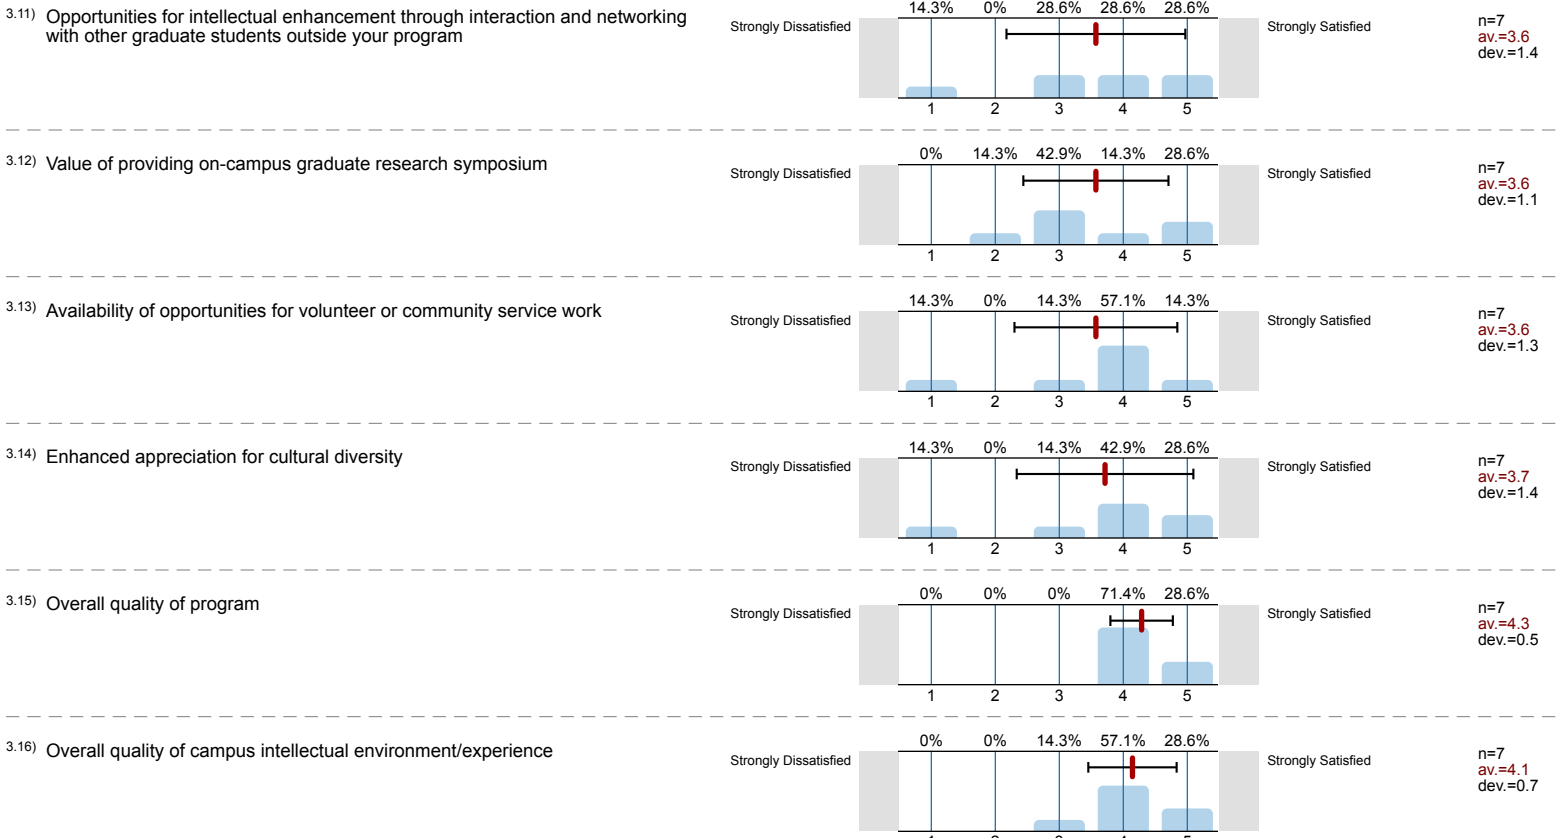 3.11) Opportunities for intellectual enhancement through interaction and networking
with other graduate students outside your program
14.3% 0% 28.6% 28.6% 28.6%
Strongly Dissatisfied
Strongly Satisfied
n=7
av.=3.6
dev.=1.4
1 2 3 4 5
3.12) Value of providing on-campus graduate research symposium
0% 14.3% 42.9% 14.3% 28.6%
Strongly Dissatisfied
Strongly Satisfied
n=7
av.=3.6
dev.=1.1
1 2 3 4 5
3.13) Availability of opportunities for volunteer or community service work
14.3% 0% 14.3% 57.1% 14.3%
Strongly Dissatisfied
Strongly Satisfied
n=7
av.=3.6
dev.=1.3
1 2 3 4 5
3.14) Enhanced appreciation for cultural diversity
14.3% 0% 14.3% 42.9% 28.6%
Strongly Dissatisfied
Strongly Satisfied
n=7
av.=3.7
dev.=1.4
1 2 3 4 5
3.15) Overall quality of program
0% 0% 0% 71.4% 28.6%
Strongly Dissatisfied
Strongly Satisfied
n=7
av.=4.3
dev.=0.5
1 2 3 4 5
3.16) Overall quality of campus intellectual environment/experience
0% 0% 14.3% 57.1% 28.6%
Strongly Dissatisfied
Strongly Satisfied
n=7
av.=4.1
dev.=0.7